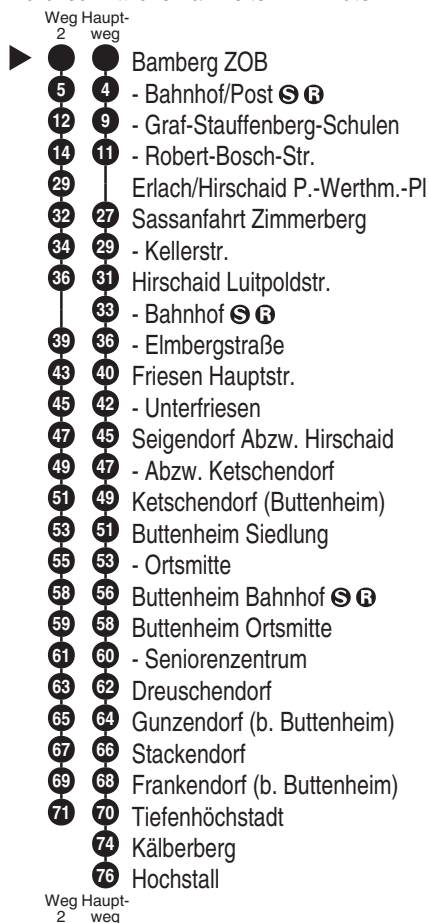 Weg Haupt-
2 weg
Bamberg ZOB
5 4 - Bahnhof/Post S R
12 9 - Graf-Stauffenberg-Schulen
14 11 - Robert-Bosch-Str.
29 Erlach/Hirschaid P.-Werthm.-Pl
32 27 Sassanfahrt Zimmerberg
34 29 - Kellerstr.
36 31 Hirschaid Luitpoldstr.
33 - Bahnhof S R
39 36 - Elmbergstraße
43 40 Friesen Hauptstr.
45 42 - Unterfriesen
47 45 Seigendorf Abzw. Hirschaid
49 47 - Abzw. Ketschendorf
51 49 Ketschendorf (Buttenheim)
53 51 Buttenheim Siedlung
55 53 - Ortsmitte
58 56 Buttenheim Bahnhof S R
59 58 Buttenheim Ortsmitte
61 60 - Seniorenzentrum
63 62 Dreuschendorf
65 64 Gunzendorf (b. Buttenheim)
67 66 Stackendorf
69 68 Frankendorf (b. Buttenheim)
71 70 Tiefenhöchstadt
74 Kälberberg
76 Hochstall
Weg Haupt-
2 weg